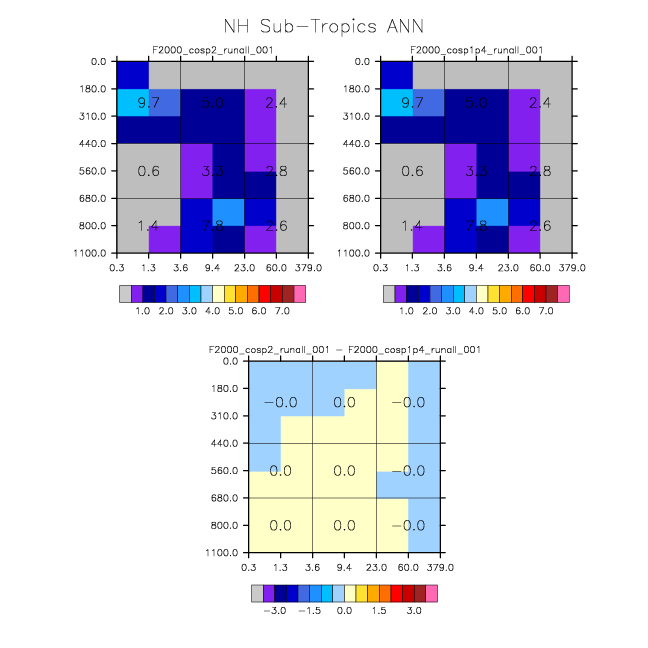 NH Sub-Tropics ANN
F2000_cosp2_runall_001
F2000_cosp1p4_runall_001
0.0
180.0
310.0
440.0
560.0
680.0
800.0
1100.0
9.7 5.0 2.4
0.6 3.3 2.8
1.4 7.8 2.6
0.3 1.3 3.6 9.4 23.0 60.0 379.0
1.0 2.0 3.0 4.0 5.0 6.0 7.0
0.0
180.0
310.0
440.0
560.0
680.0
800.0
1100.0
9.7 5.0 2.4
0.6 3.3 2.8
1.4 7.8 2.6
0.3 1.3 3.6 9.4 23.0 60.0 379.0
1.0 2.0 3.0 4.0 5.0 6.0 7.0
F2000_cosp2_runall_001 - F2000_cosp1p4_runall_001
0.0
180.0
310.0
440.0
560.0
680.0
800.0
1100.0
-0.0 0.0 -0.0
0.0 0.0 -0.0
0.0 0.0 -0.0
0.3 1.3 3.6 9.4 23.0 60.0 379.0
-3.0 -1.5 0.0 1.5 3.0